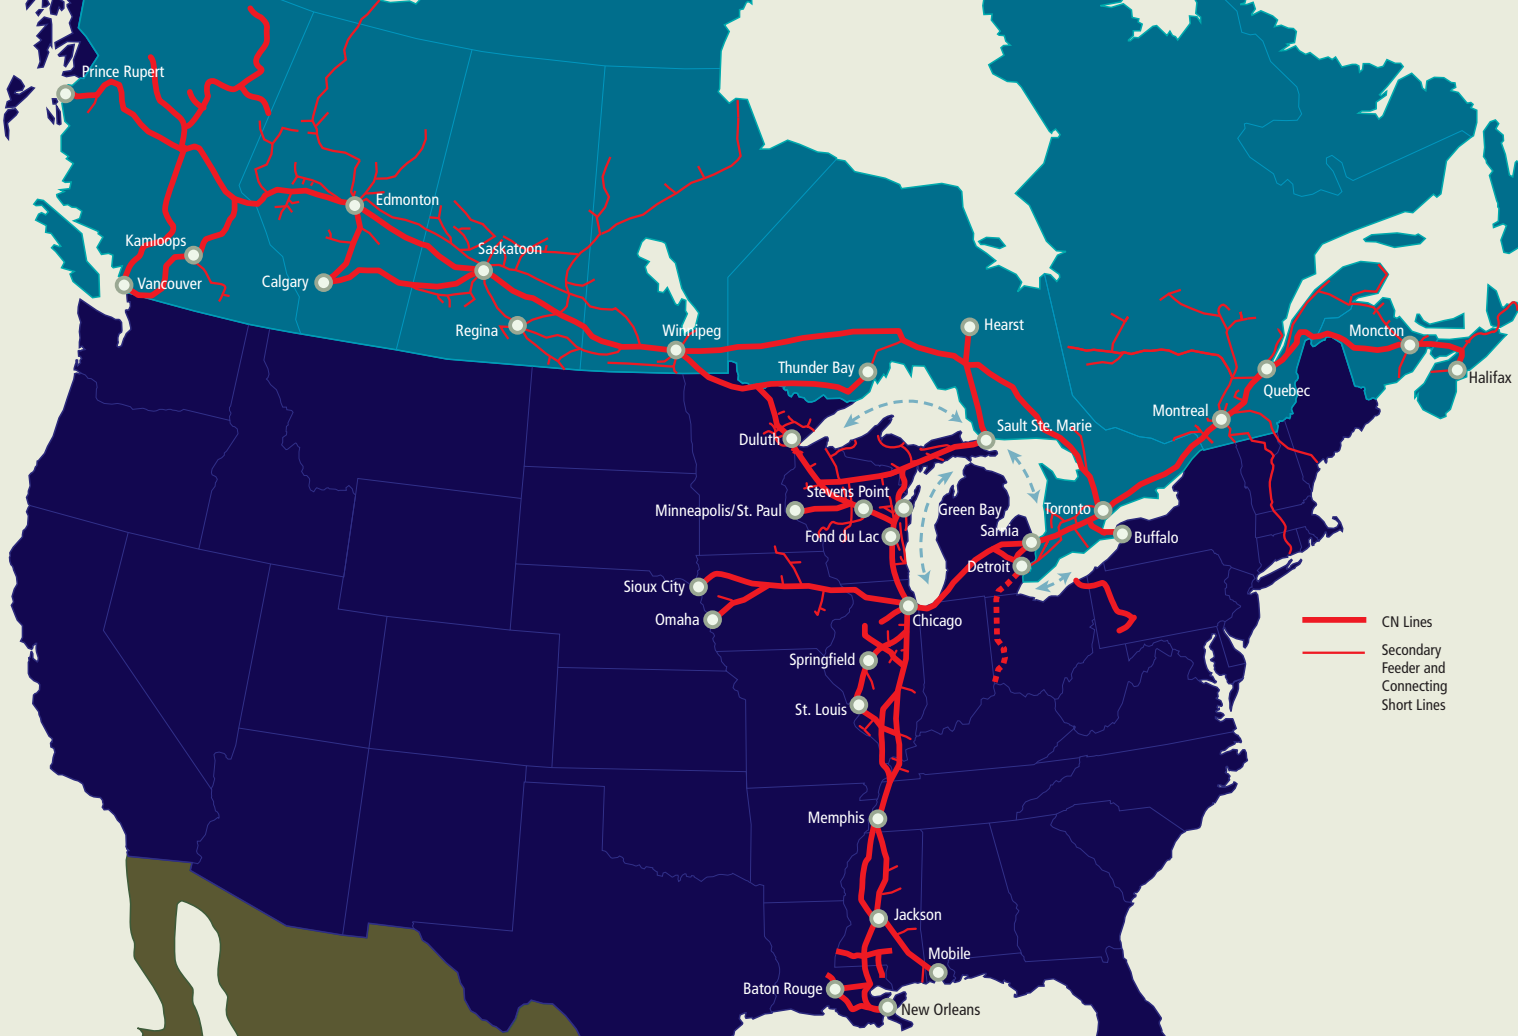 Prince Rupert
Edmonton
Kamloops
Saskatoon
Vancouver
Calgary
Regina
Winnipeg
Hearst
Thunder Bay
Moncton
Halifax
Quebec
Montreal
Sault Ste. Marie
Duluth
Stevens Point
Minneapolis/St. Paul
Green Bay
Toronto
Fond du Lac
Sarnia
Buffalo
Detroit
Sioux City
Omaha
Chicago
CN Lines
Secondary
Feeder and
Connecting
Short Lines
Springfield
St. Louis
Memphis
Jackson
Mobile
Baton Rouge
New Orleans